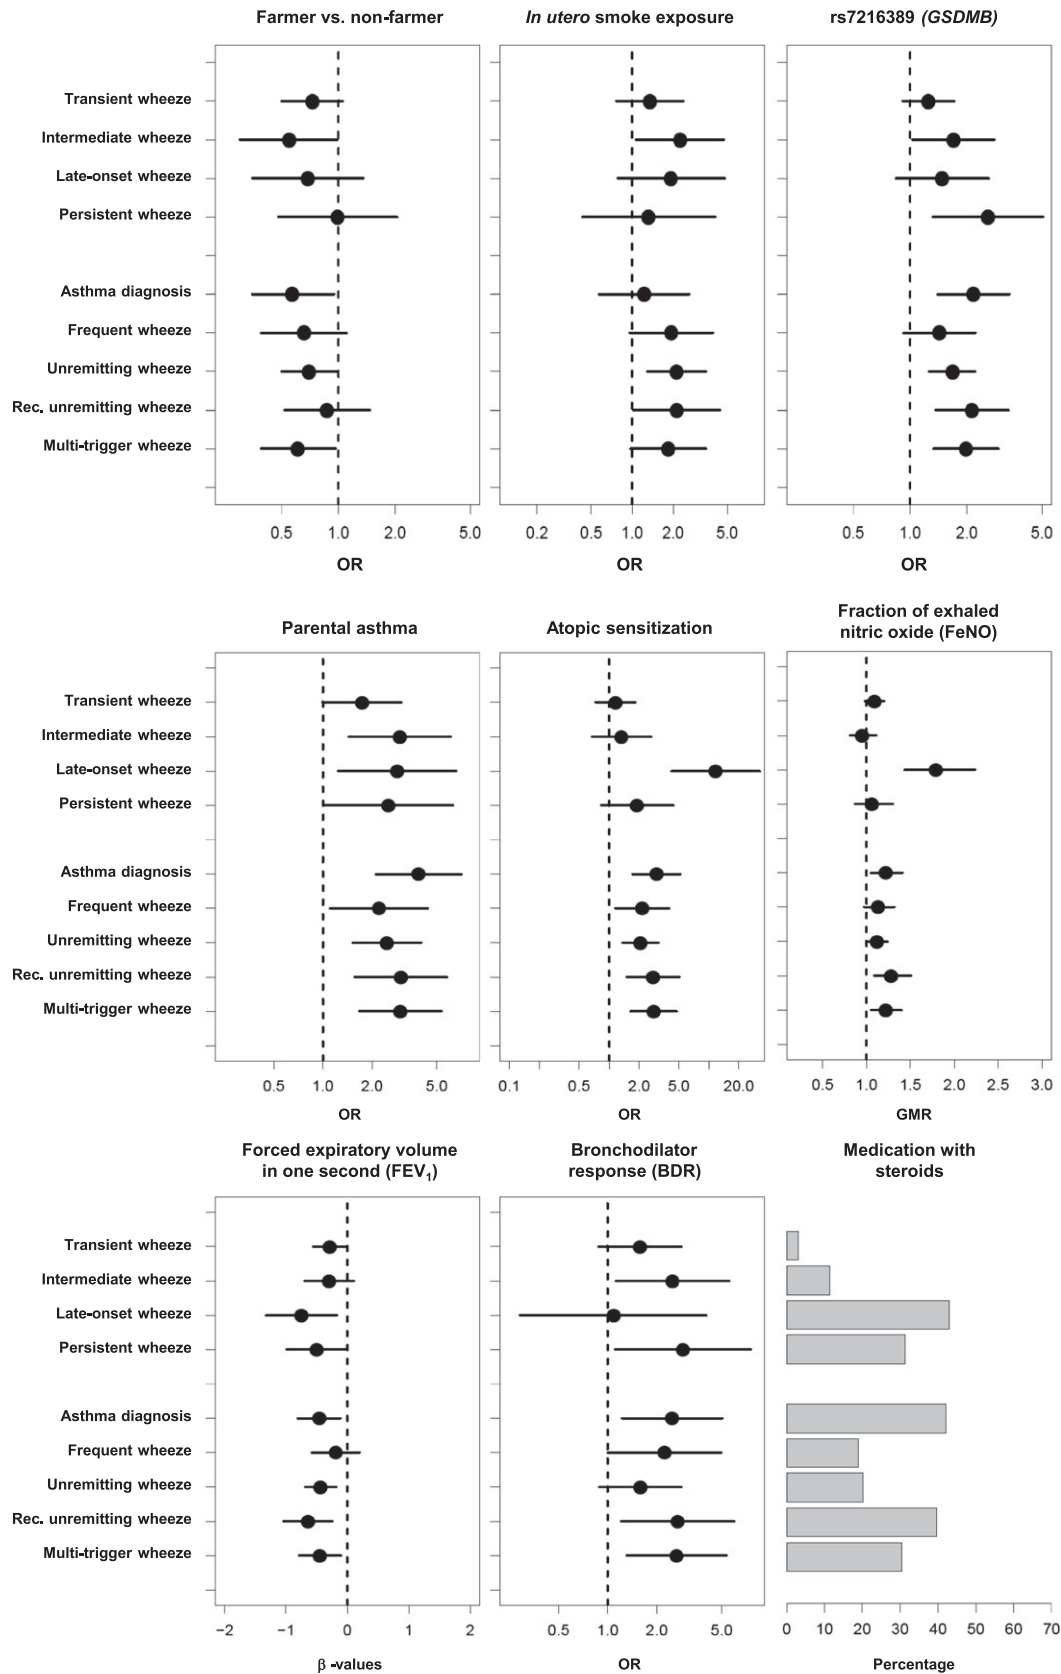 Farmer vs. non-farmer
In utero smoke exposure
rs7216389 (GSDMB)
Transient wheeze
Intermediate wheeze
Late-onset wheeze
Persistent wheeze
Asthma diagnosis
Frequent wheeze
Unremitting wheeze
Rec. unremitting wheeze
Multi-trigger wheeze
0.5 1.0 2.0 5.0
0.2 0.5 1.0 2.0 5.0
0.5 1.0 2.0 5.0
OR
OR
OR
Parental asthma
Atopic sensitization
Fraction of exhaled
nitric oxide (FeNO)
Transient wheeze
Intermediate wheeze
Late-onset wheeze
Persistent wheeze
Asthma diagnosis
Frequent wheeze
Unremitting wheeze
Rec. unremitting wheeze
Multi-trigger wheeze
0.5 1.0 2.0 5.0
0.1 0.5 2.0 5.0 20.0
0.5 1.0 1.5 2.0 2.5 3.0
OR
OR
GMR
Forced expiratory volume
in one second (FEV₁)
Bronchodilator
response (BDR)
Medication with
steroids
Transient wheeze
Intermediate wheeze
Late-onset wheeze
Persistent wheeze
Asthma diagnosis
Frequent wheeze
Unremitting wheeze
Rec. unremitting wheeze
Multi-trigger wheeze
−2 −1 0 1 2
0.5 1.0 2.0 5.0
0 10 20 30 40 50 60 70
β -values
OR
Percentage